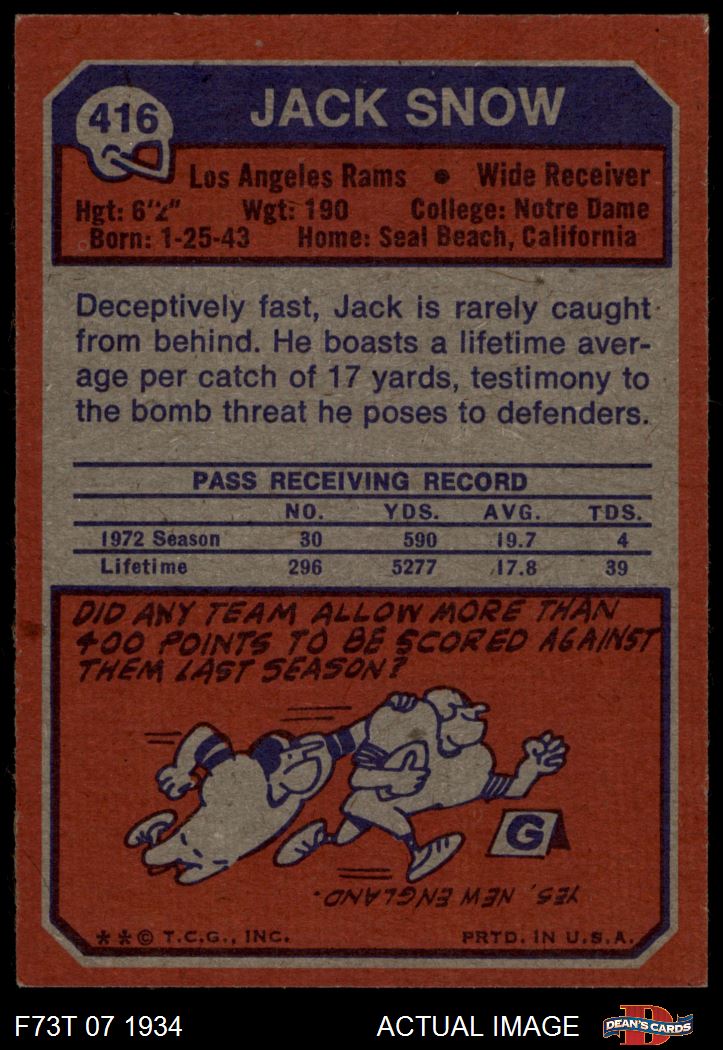 416
JACK SNOW
Los Angeles Rams • Wide Receiver
Hgt: 6'2" Wgt: 190 College: Notre Dame
Born: 1-25-43 Home: Seal Beach, California
Deceptively fast, Jack is rarely caught
from behind. He boasts a lifetime aver-
age per catch of 17 yards, testimony to
the bomb threat he poses to defenders.
PASS RECEIVING RECORD
NO. YDS. AVG. TDS.
1972 Season 30 590 19.7 4
Lifetime 296 5277 17.8 39
DID ANY TEAM ALLOW MORE THAN
400 POINTS TO BE SCORED AGAINST
THEM LAST SEASON?
G
YES, NEW ENGLAND.
**© T.C.G., INC. PRTD. IN U.S.A.
F73T 07 1934 ACTUAL IMAGE D DEAN'S CARDS